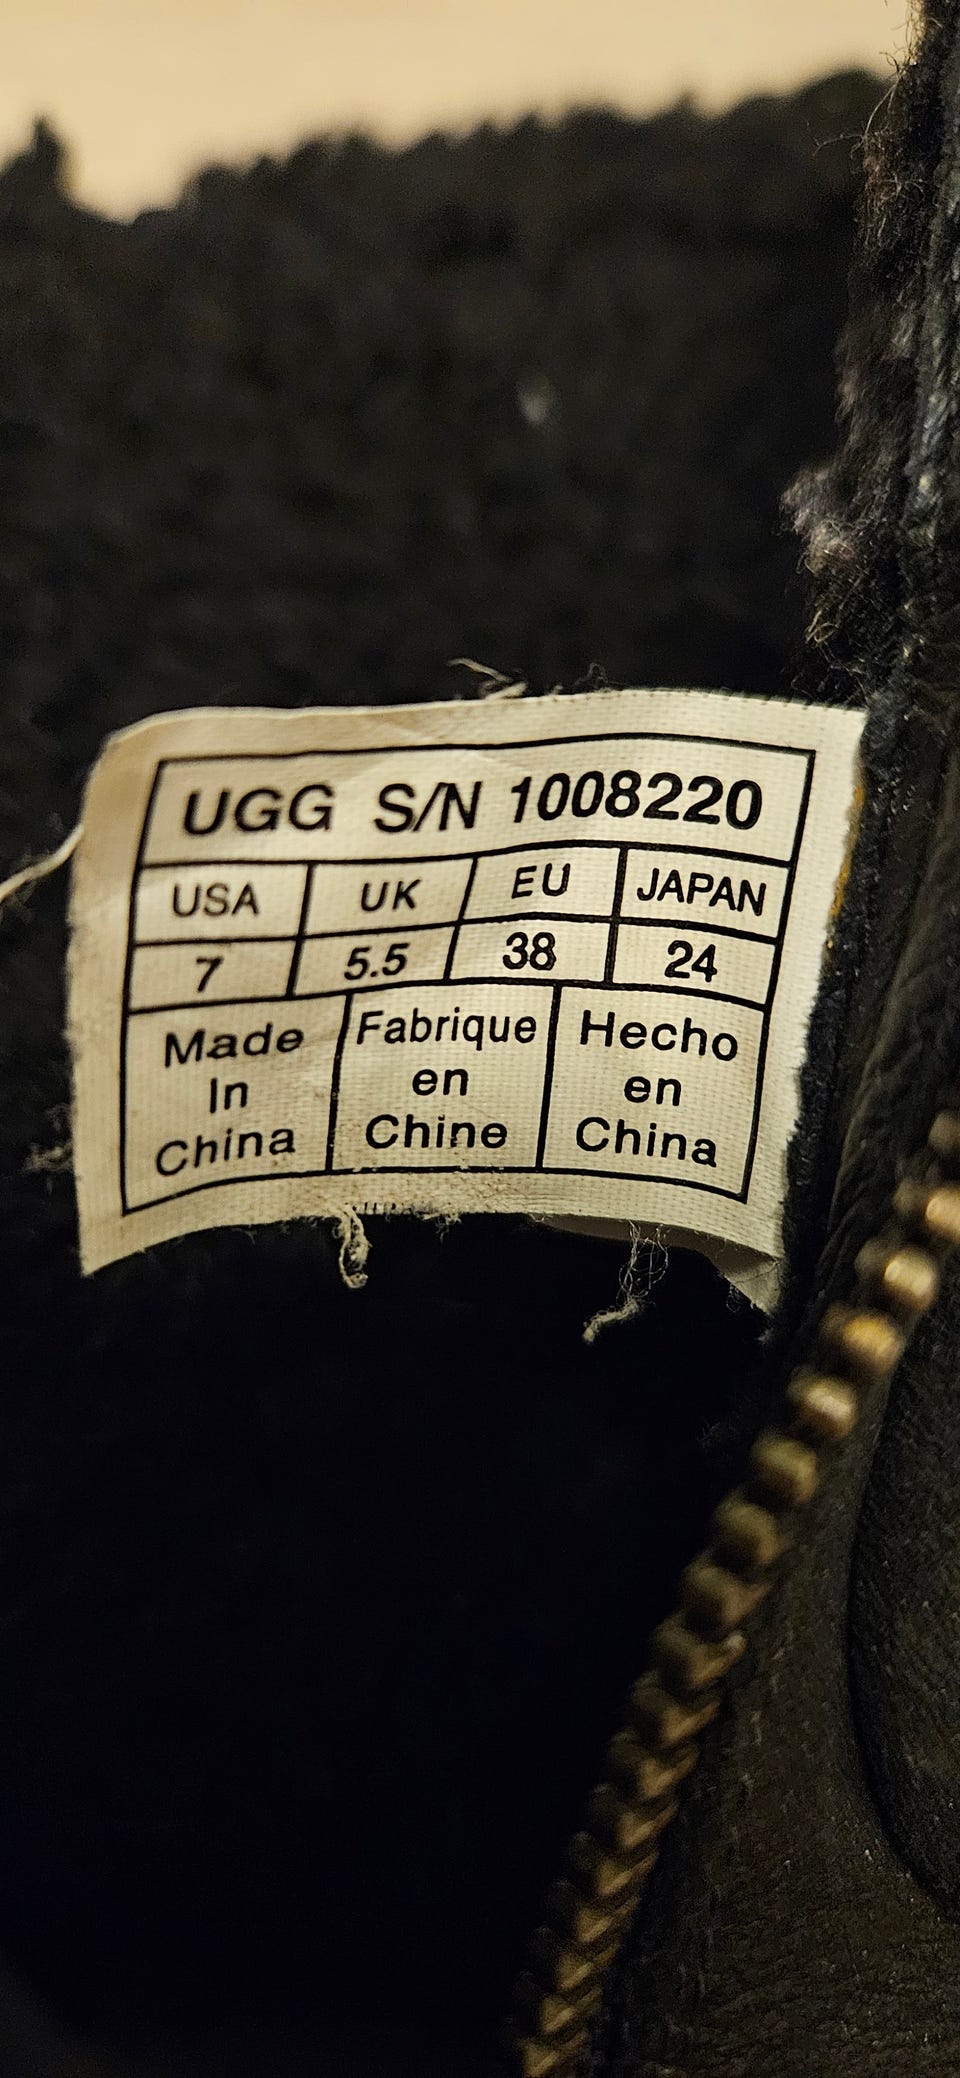 UGG S/N 1008220
USA UK EU JAPAN
7 5.5 38 24
Made Fabrique Hecho
In en en
China Chine China